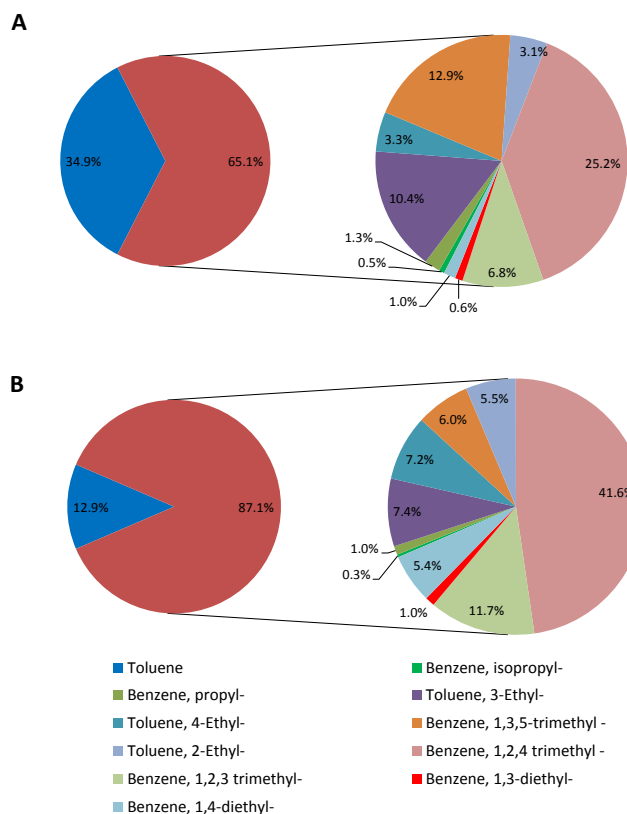 A
3.1%
12.9%
34.9%
65.1%
3.3%
25.2%
10.4%
1.3%
0.5%
6.8%
1.0%
0.6%
B
5.5%
6.0%
7.2%
41.6%
12.9%
87.1%
7.4%
1.0%
0.3%
5.4%
1.0%
11.7%
Toluene
Benzene, isopropyl-
Benzene, propyl-
Toluene, 3-Ethyl-
Toluene, 4-Ethyl-
Benzene, 1,3,5-trimethyl -
Toluene, 2-Ethyl-
Benzene, 1,2,4 trimethyl -
Benzene, 1,2,3 trimethyl-
Benzene, 1,3-diethyl-
Benzene, 1,4-diethyl-